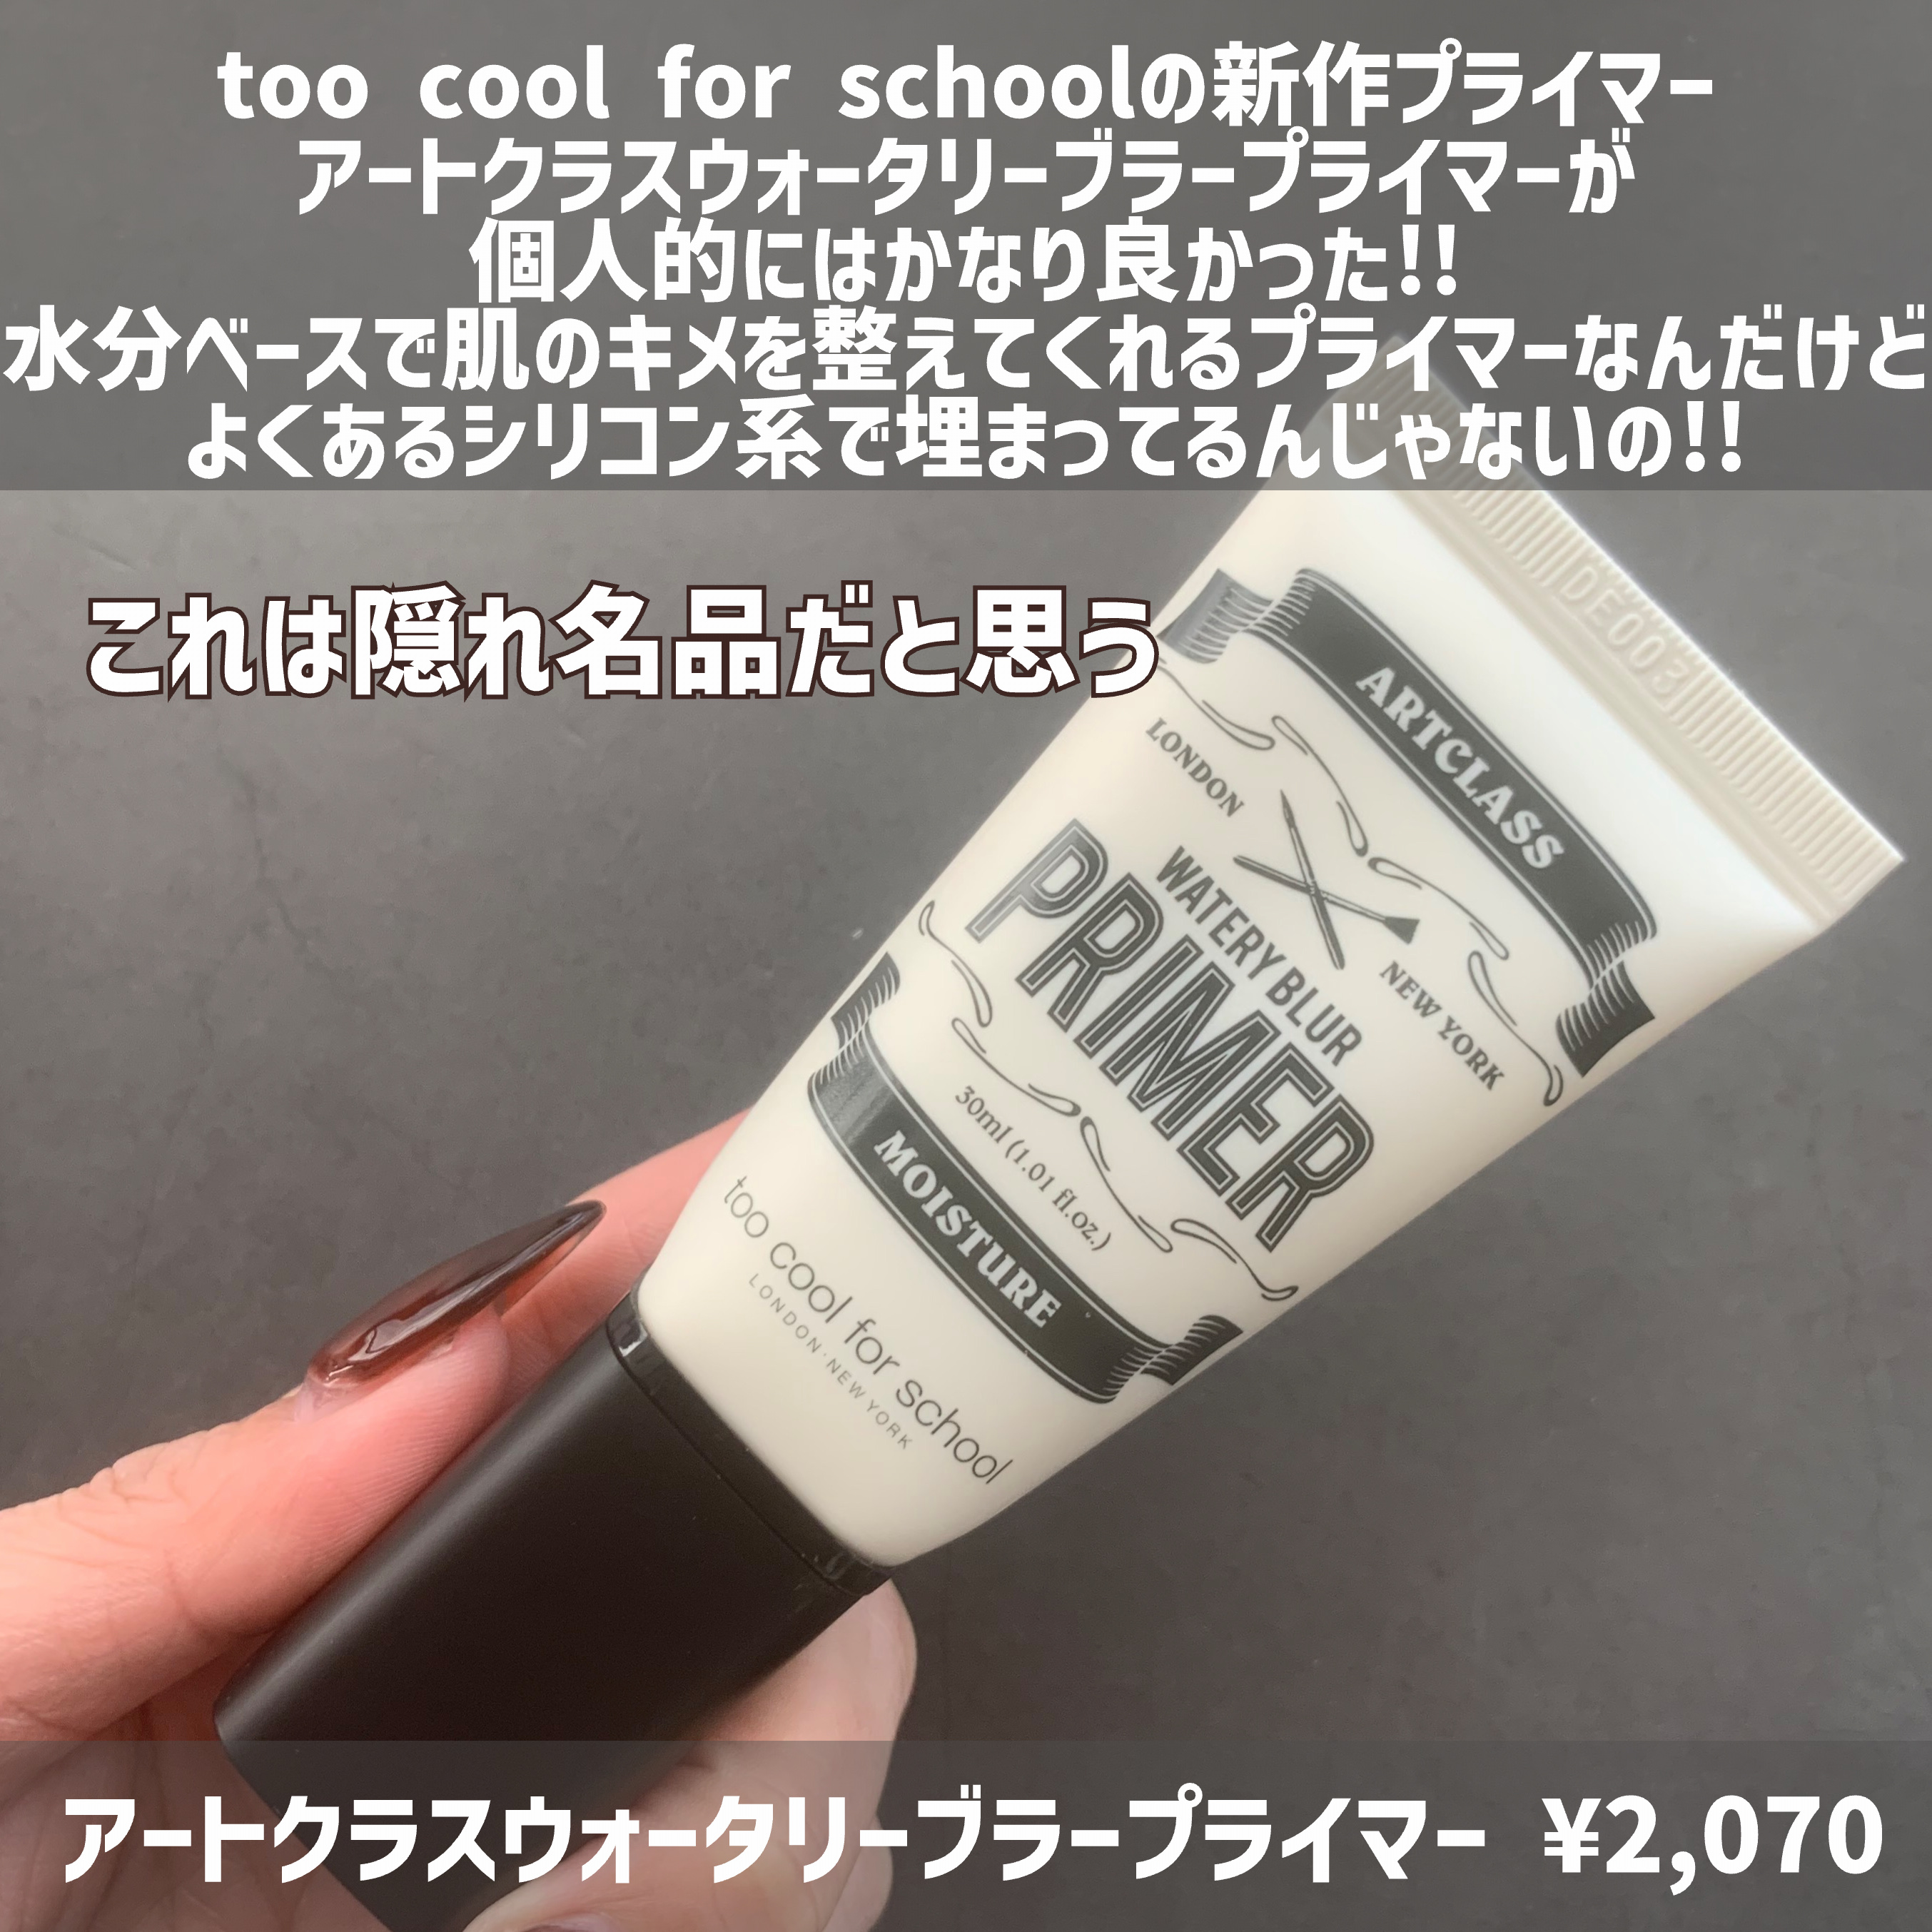 too cool for schoolの新作プライマー
アートクラスウォータリーブラープライマーが
個人的にはかなり良かった!!
水分ベースで肌のキメを整えてくれるプライマーなんだけど
よくあるシリコン系で埋まってるんじゃないの!!
これは隠れ名品だと思う
DE003
ARTCLASS
LONDON
NEW YORK
WATERY BLUR
PRIMER
30ml (1.01 fl.oz.)
MOISTURE
too cool for school
LONDON·NEW YORK
アートクラスウォータリーブラープライマー ¥2,070